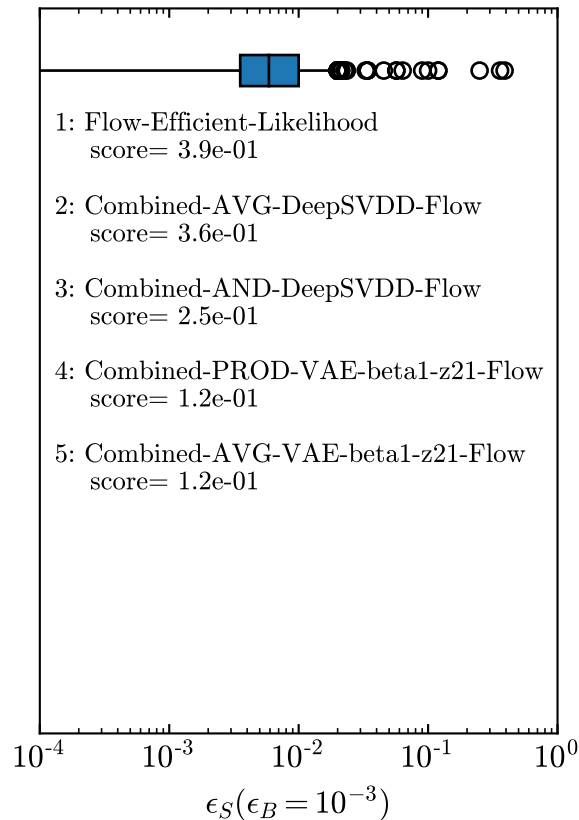 1: Flow-Efficient-Likelihood
score= 3.9e-01
2: Combined-AVG-DeepSVDD-Flow
score= 3.6e-01
3: Combined-AND-DeepSVDD-Flow
score= 2.5e-01
4: Combined-PROD-VAE-beta1-z21-Flow
score= 1.2e-01
5: Combined-AVG-VAE-beta1-z21-Flow
score= 1.2e-01
10⁻⁴ 10⁻³ 10⁻² 10⁻¹ 10⁰
ϵ_S(ϵ_B = 10⁻³)